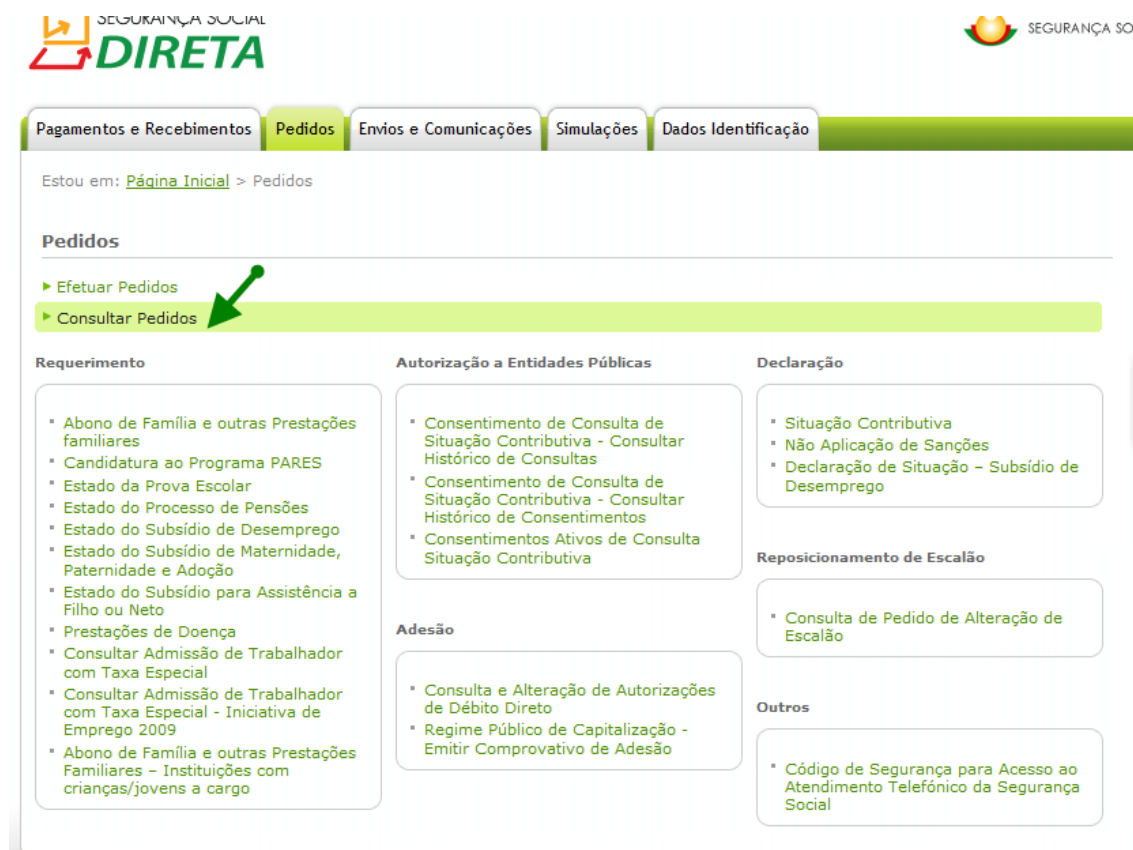 SEGURANÇA SOCIAL
DIRETA
SEGURANÇA SO
Pagamentos e Recebimentos
Pedidos
Envios e Comunicações
Simulações
Dados Identificação
Estou em: Página Inicial > Pedidos
Pedidos
Efetuar Pedidos
Consultar Pedidos
Requerimento
Abono de Família e outras Prestações
familiares
Candidatura ao Programa PARES
Estado da Prova Escolar
Estado do Processo de Pensões
Estado do Subsídio de Desemprego
Estado do Subsídio de Maternidade,
Paternidade e Adoção
Estado do Subsídio para Assistência a
Filho ou Neto
Prestações de Doença
Consultar Admissão de Trabalhador
com Taxa Especial
Consultar Admissão de Trabalhador
com Taxa Especial - Iniciativa de
Emprego 2009
Abono de Família e outras Prestações
Familiares – Instituições com
crianças/jovens a cargo
Autorização a Entidades Públicas
Consentimento de Consulta de
Situação Contributiva - Consultar
Histórico de Consultas
Consentimento de Consulta de
Situação Contributiva - Consultar
Histórico de Consentimentos
Consentimentos Ativos de Consulta
Situação Contributiva
Adesão
Consulta e Alteração de Autorizações
de Débito Direto
Regime Público de Capitalização -
Emitir Comprovativo de Adesão
Declaração
Situação Contributiva
Não Aplicação de Sanções
Declaração de Situação – Subsídio de
Desemprego
Reposicionamento de Escalão
Consulta de Pedido de Alteração de
Escalão
Outros
Código de Segurança para Acesso ao
Atendimento Telefónico da Segurança
Social